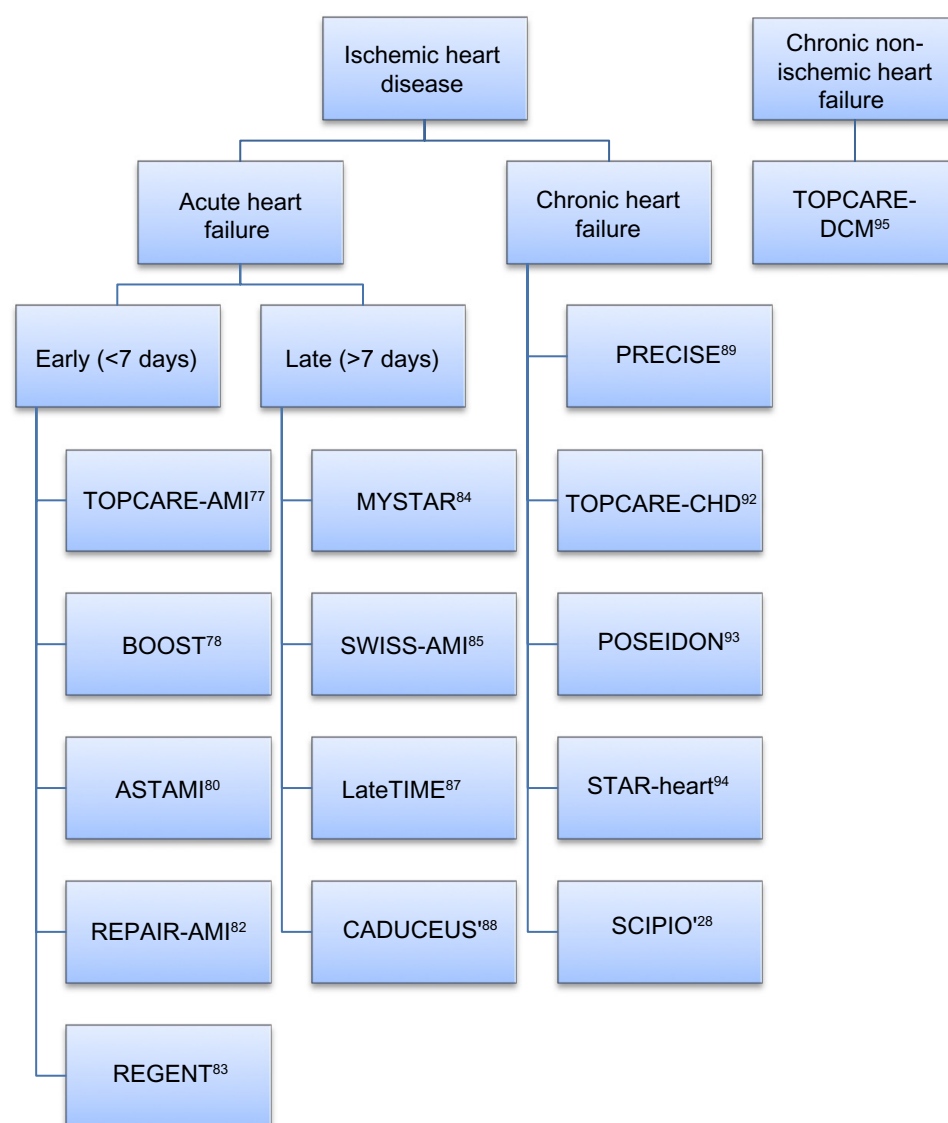 Ischemic heart
disease
Chronic non-
ischemic heart
failure
Acute heart
failure
Chronic heart
failure
TOPCARE-
DCM⁹⁵
Early (<7 days)
Late (>7 days)
PRECISE⁸⁹
TOPCARE-AMI⁷⁷
MYSTAR⁸⁴
TOPCARE-CHD⁹²
BOOST⁷⁸
SWISS-AMI⁸⁵
POSEIDON⁹³
ASTAMI⁸⁰
LateTIME⁸⁷
STAR-heart⁹⁴
REPAIR-AMI⁸²
CADUCEUS'⁸⁸
SCIPIO'²⁸
REGENT⁸³